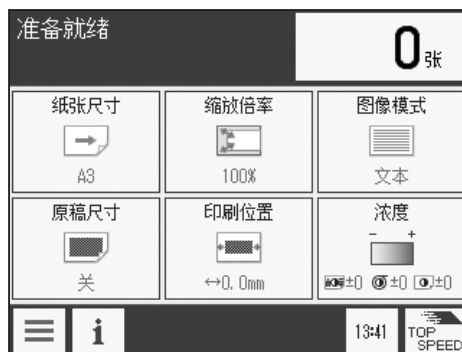 准备就绪
0张
纸张尺寸
A3
缩放倍率
100%
图像模式
文本
原稿尺寸
关
印刷位置
↔0.0mm
浓度
- +
±0 ±0 ±0
13:41
TOP
SPEED